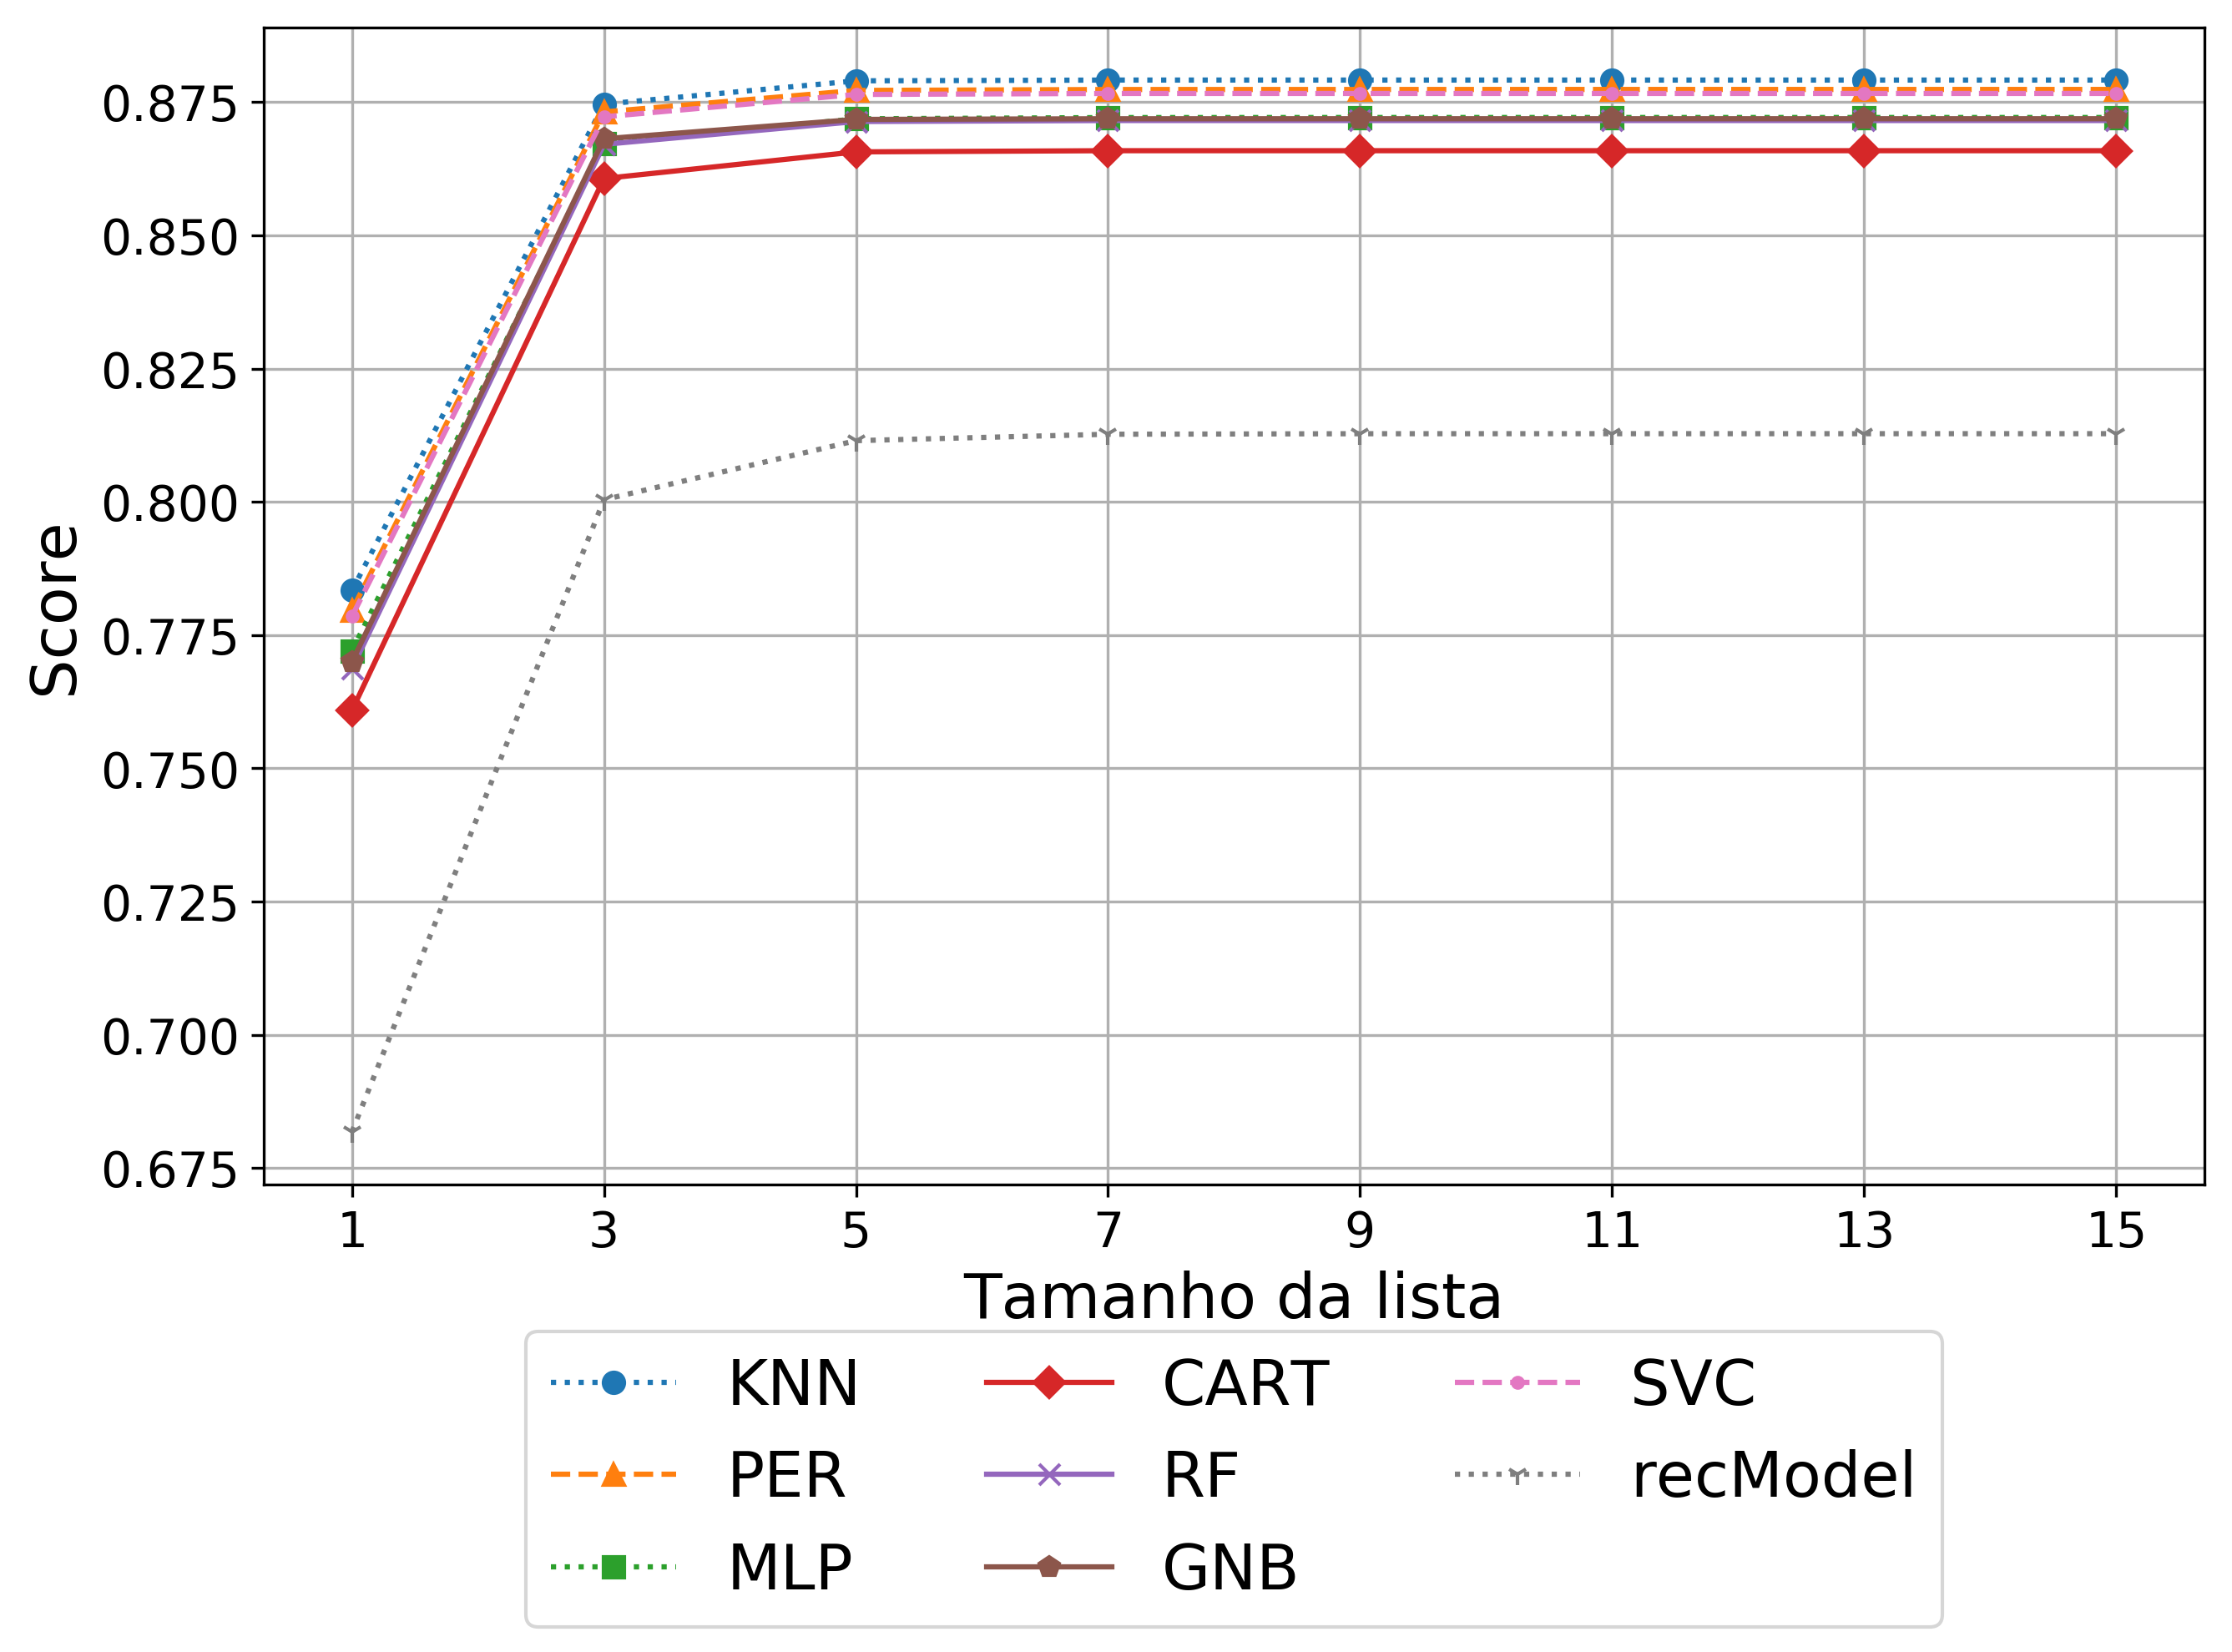 0.875
0.850
0.825
0.800
0.775
0.750
0.725
0.700
0.675
Score
1 3 5 7 9 11 13 15
Tamanho da lista
KNN CART SVC
PER RF recModel
MLP GNB